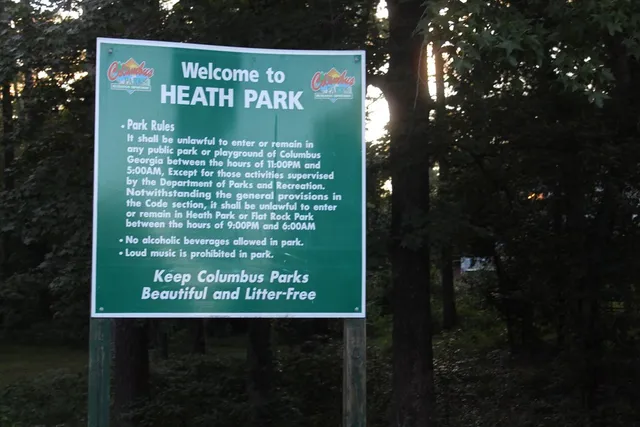 Columbus
Columbus
Welcome to
HEATH PARK
• Park Rules
It shall be unlawful to enter or remain in
any public park or playground of Columbus
Georgia between the hours of 11:00PM and
5:00AM, Except for those activities supervised
by the Department of Parks and Recreation.
Notwithstanding the general provisions in
the Code section, it shall be unlawful to enter
or remain in Heath Park or Flat Rock Park
between the hours of 9:00PM and 6:00AM
• No alcoholic beverages allowed in park.
• Loud music is prohibited in park.
Keep Columbus Parks
Beautiful and Litter-Free